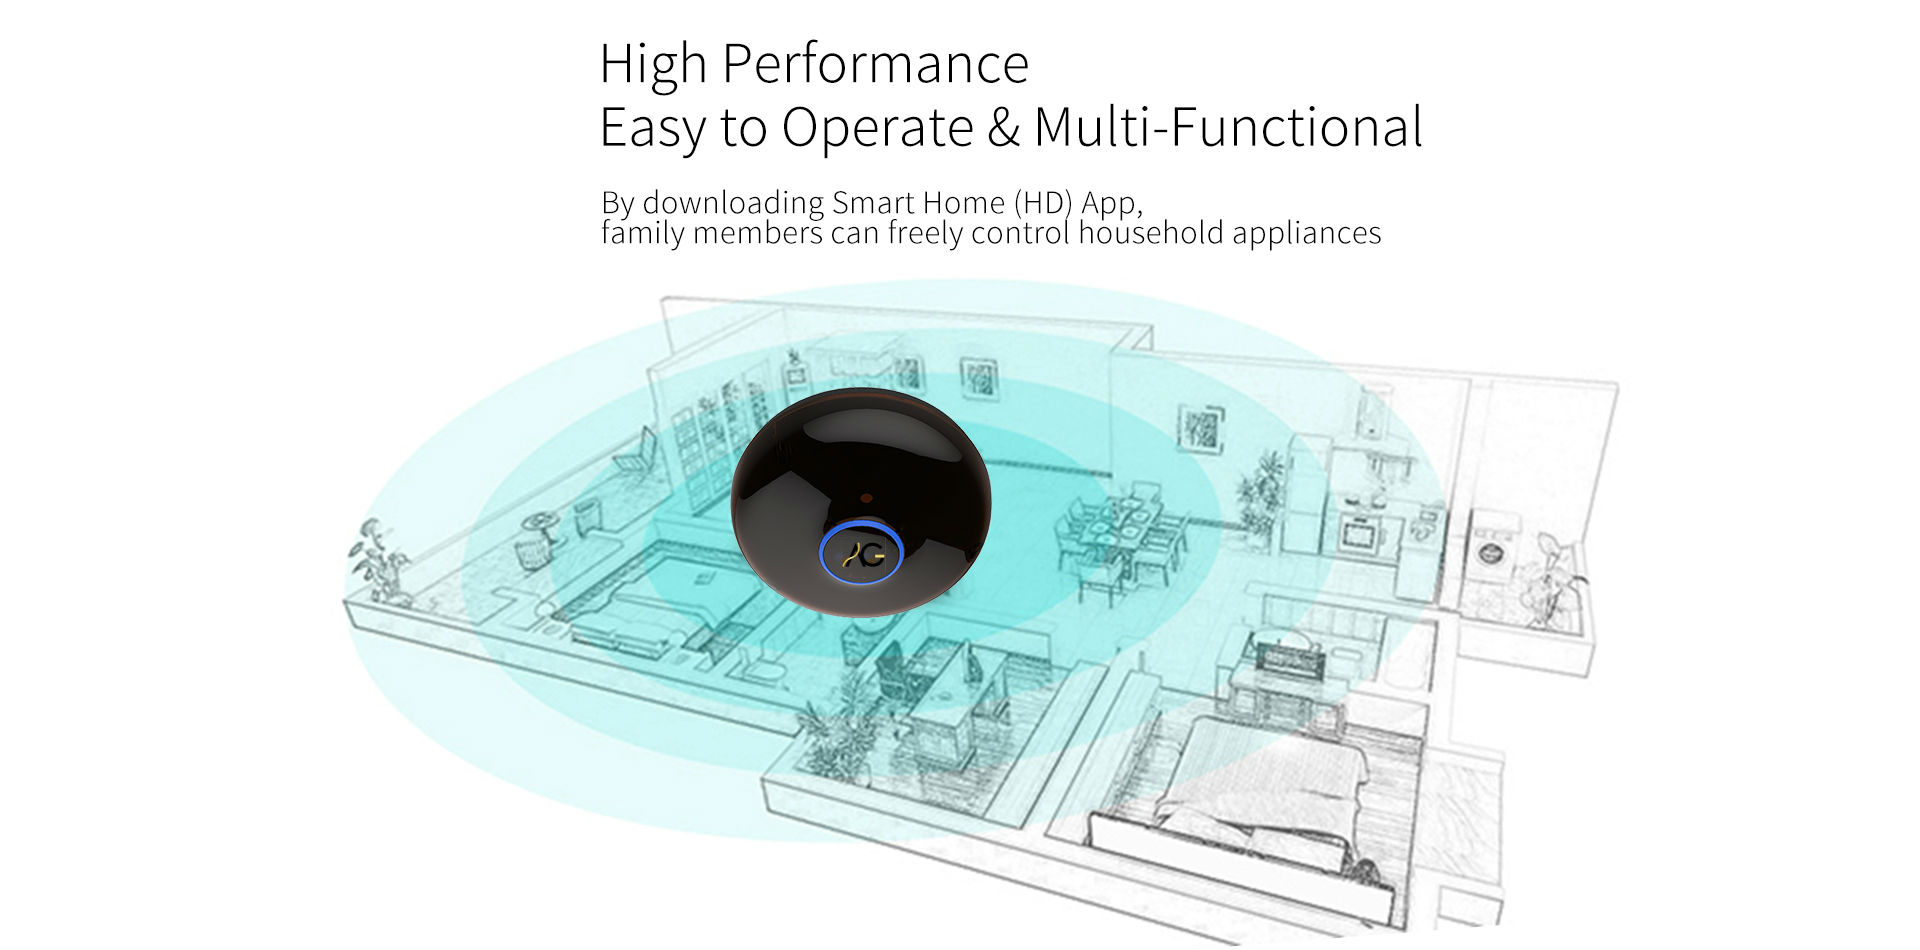 High Performance
Easy to Operate & Multi-Functional
By downloading Smart Home (HD) App,
family members can freely control household appliances